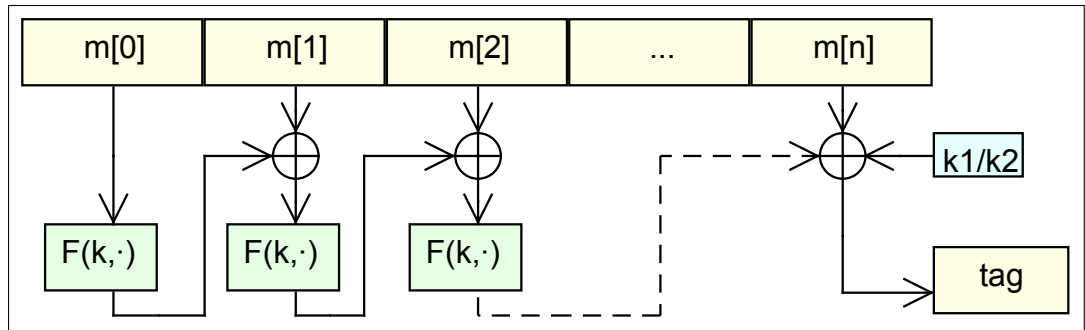 m[0] m[1] m[2] ... m[n]
k1/k2
F(k,·) F(k,·) F(k,·)
tag